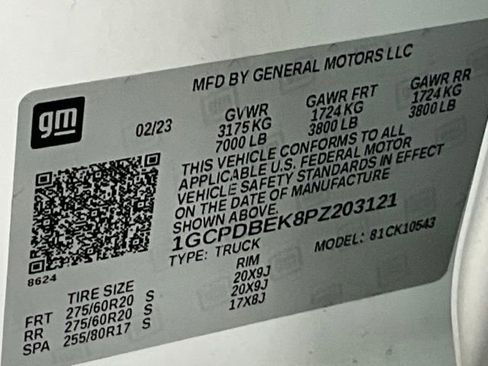 gm
MFD BY GENERAL MOTORS LLC
02/23
GVWR GAWR FRT GAWR RR
3175 KG 1724 KG 1724 KG
7000 LB 3800 LB 3800 LB
THIS VEHICLE CONFORMS TO ALL
APPLICABLE U.S. FEDERAL MOTOR
VEHICLE SAFETY STANDARDS IN EFFECT
ON THE DATE OF MANUFACTURE
SHOWN ABOVE.
1GCPDBEK8PZ203121
TYPE: TRUCK MODEL: 81CK10543
8624
TIRE SIZE RIM
FRT 275/60R20 S 20X9J
RR 275/60R20 S 20X9J
SPA 255/80R17 S 17X8J